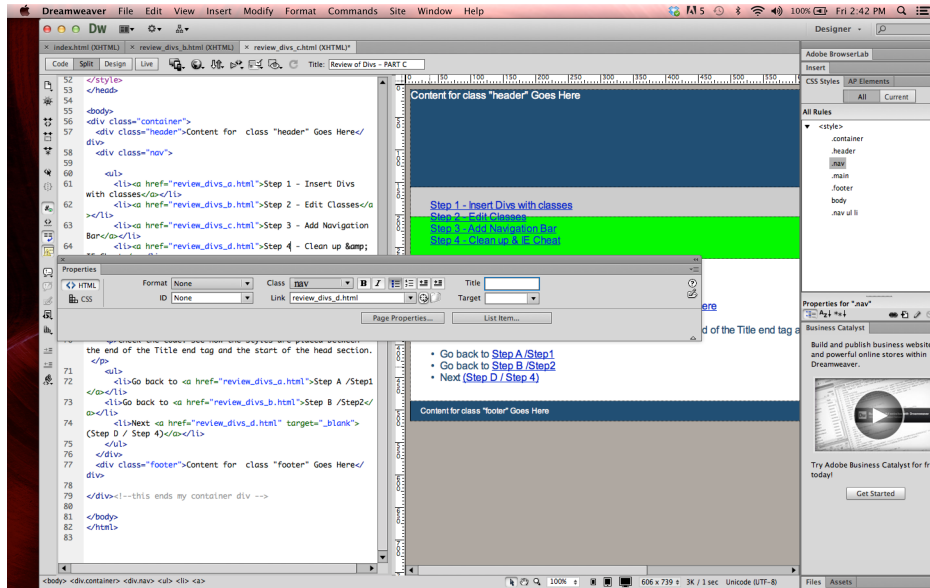 Dreamweaver File Edit View Insert Modify Format Commands Site Window Help
5 100% Fri 2:42 PM
DW Designer
index.html (XHTML) review_divs_b.html (XHTML) review_divs_c.html (XHTML)*
Code Split Design Live Title: Review of Divs - PART C
52 </style>
53 </head>
54
55 <body>
56 <div class="container">
57 <div class="header">Content for class "header" Goes Here</
div>
58 <div class="nav">
59
60 <ul>
61 <li><a href="review_divs_a.html">Step 1 - Insert Divs
with classes</a></li>
62 <li><a href="review_divs_b.html">Step 2 - Edit Classes</a
></li>
63 <li><a href="review_divs_c.html">Step 3 - Add Navigation
Bar</a></li>
64 <li><a href="review_divs_d.html">Step 4 - Clean up &amp;
Properties
HTML Format None Class nav B I Title
CSS ID None Link review_divs_d.html Target
Page Properties... List Item...
the end of the Title end tag and the start of the head section.
</p>
71 <ul>
72 <li>Go back to <a href="review_divs_a.html">Step A /Step1
</a></li>
73 <li>Go back to <a href="review_divs_b.html">Step B /Step2</
a></li>
74 <li>Next <a href="review_divs_d.html" target="_blank">
(Step D / Step 4)</a></li>
75 </ul>
76 </div>
77 <div class="footer">Content for class "footer" Goes Here</
div>
78
79 </div><!--this ends my container div -->
80
81 </body>
82 </html>
83
<body> <div.container> <div.nav> <ul> <li> <a>
0 50 100 150 200 250 300 350 400 450 500 550
Content for class "header" Goes Here
Step 1 - Insert Divs with classes
Step 2 - Edit Classes
Step 3 - Add Navigation Bar
Step 4 - Clean up & IE Cheat
ere
d of the Title end tag a
• Go back to Step A /Step1
• Go back to Step B /Step2
• Next (Step D / Step 4)
Content for class "footer" Goes Here
100% 606 x 739 3K / 1 sec Unicode (UTF-8)
Adobe BrowserLab
Insert
CSS Styles AP Elements
All Current
All Rules
<style>
.container
.header
.nav
.main
.footer
body
.nav ul li
Properties for ".nav"
Business Catalyst
Build and publish business website
and powerful online stores within
Dreamweaver.
Try Adobe Business Catalyst for fr
today!
Get Started
Files Assets